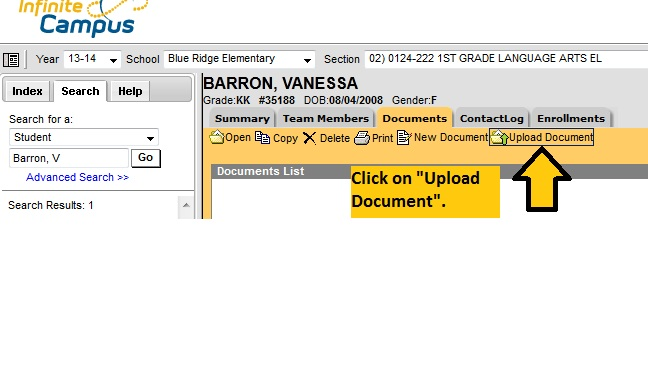 Infinite
Campus
Year 13-14 School Blue Ridge Elementary Section 02) 0124-222 1ST GRADE LANGUAGE ARTS EL
Index Search Help
BARRON, VANESSA
Grade:KK #35188 DOB:08/04/2008 Gender:F
Summary Team Members Documents ContactLog Enrollments
Open Copy Delete Print New Document Upload Document
Search for a:
Student
Barron, V Go
Advanced Search >>
Search Results: 1
Documents List
Click on "Upload
Document".